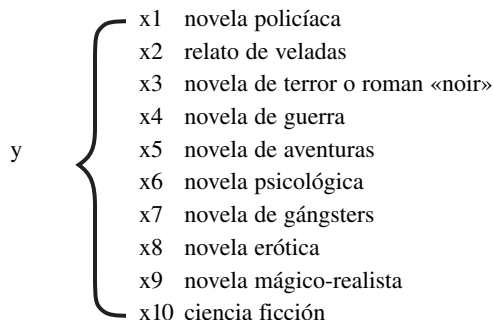 x1 novela policíaca
x2 relato de veladas
x3 novela de terror o roman «noir»
x4 novela de guerra
y
x5 novela de aventuras
x6 novela psicológica
x7 novela de gángsters
x8 novela erótica
x9 novela mágico-realista
x10 ciencia ficción